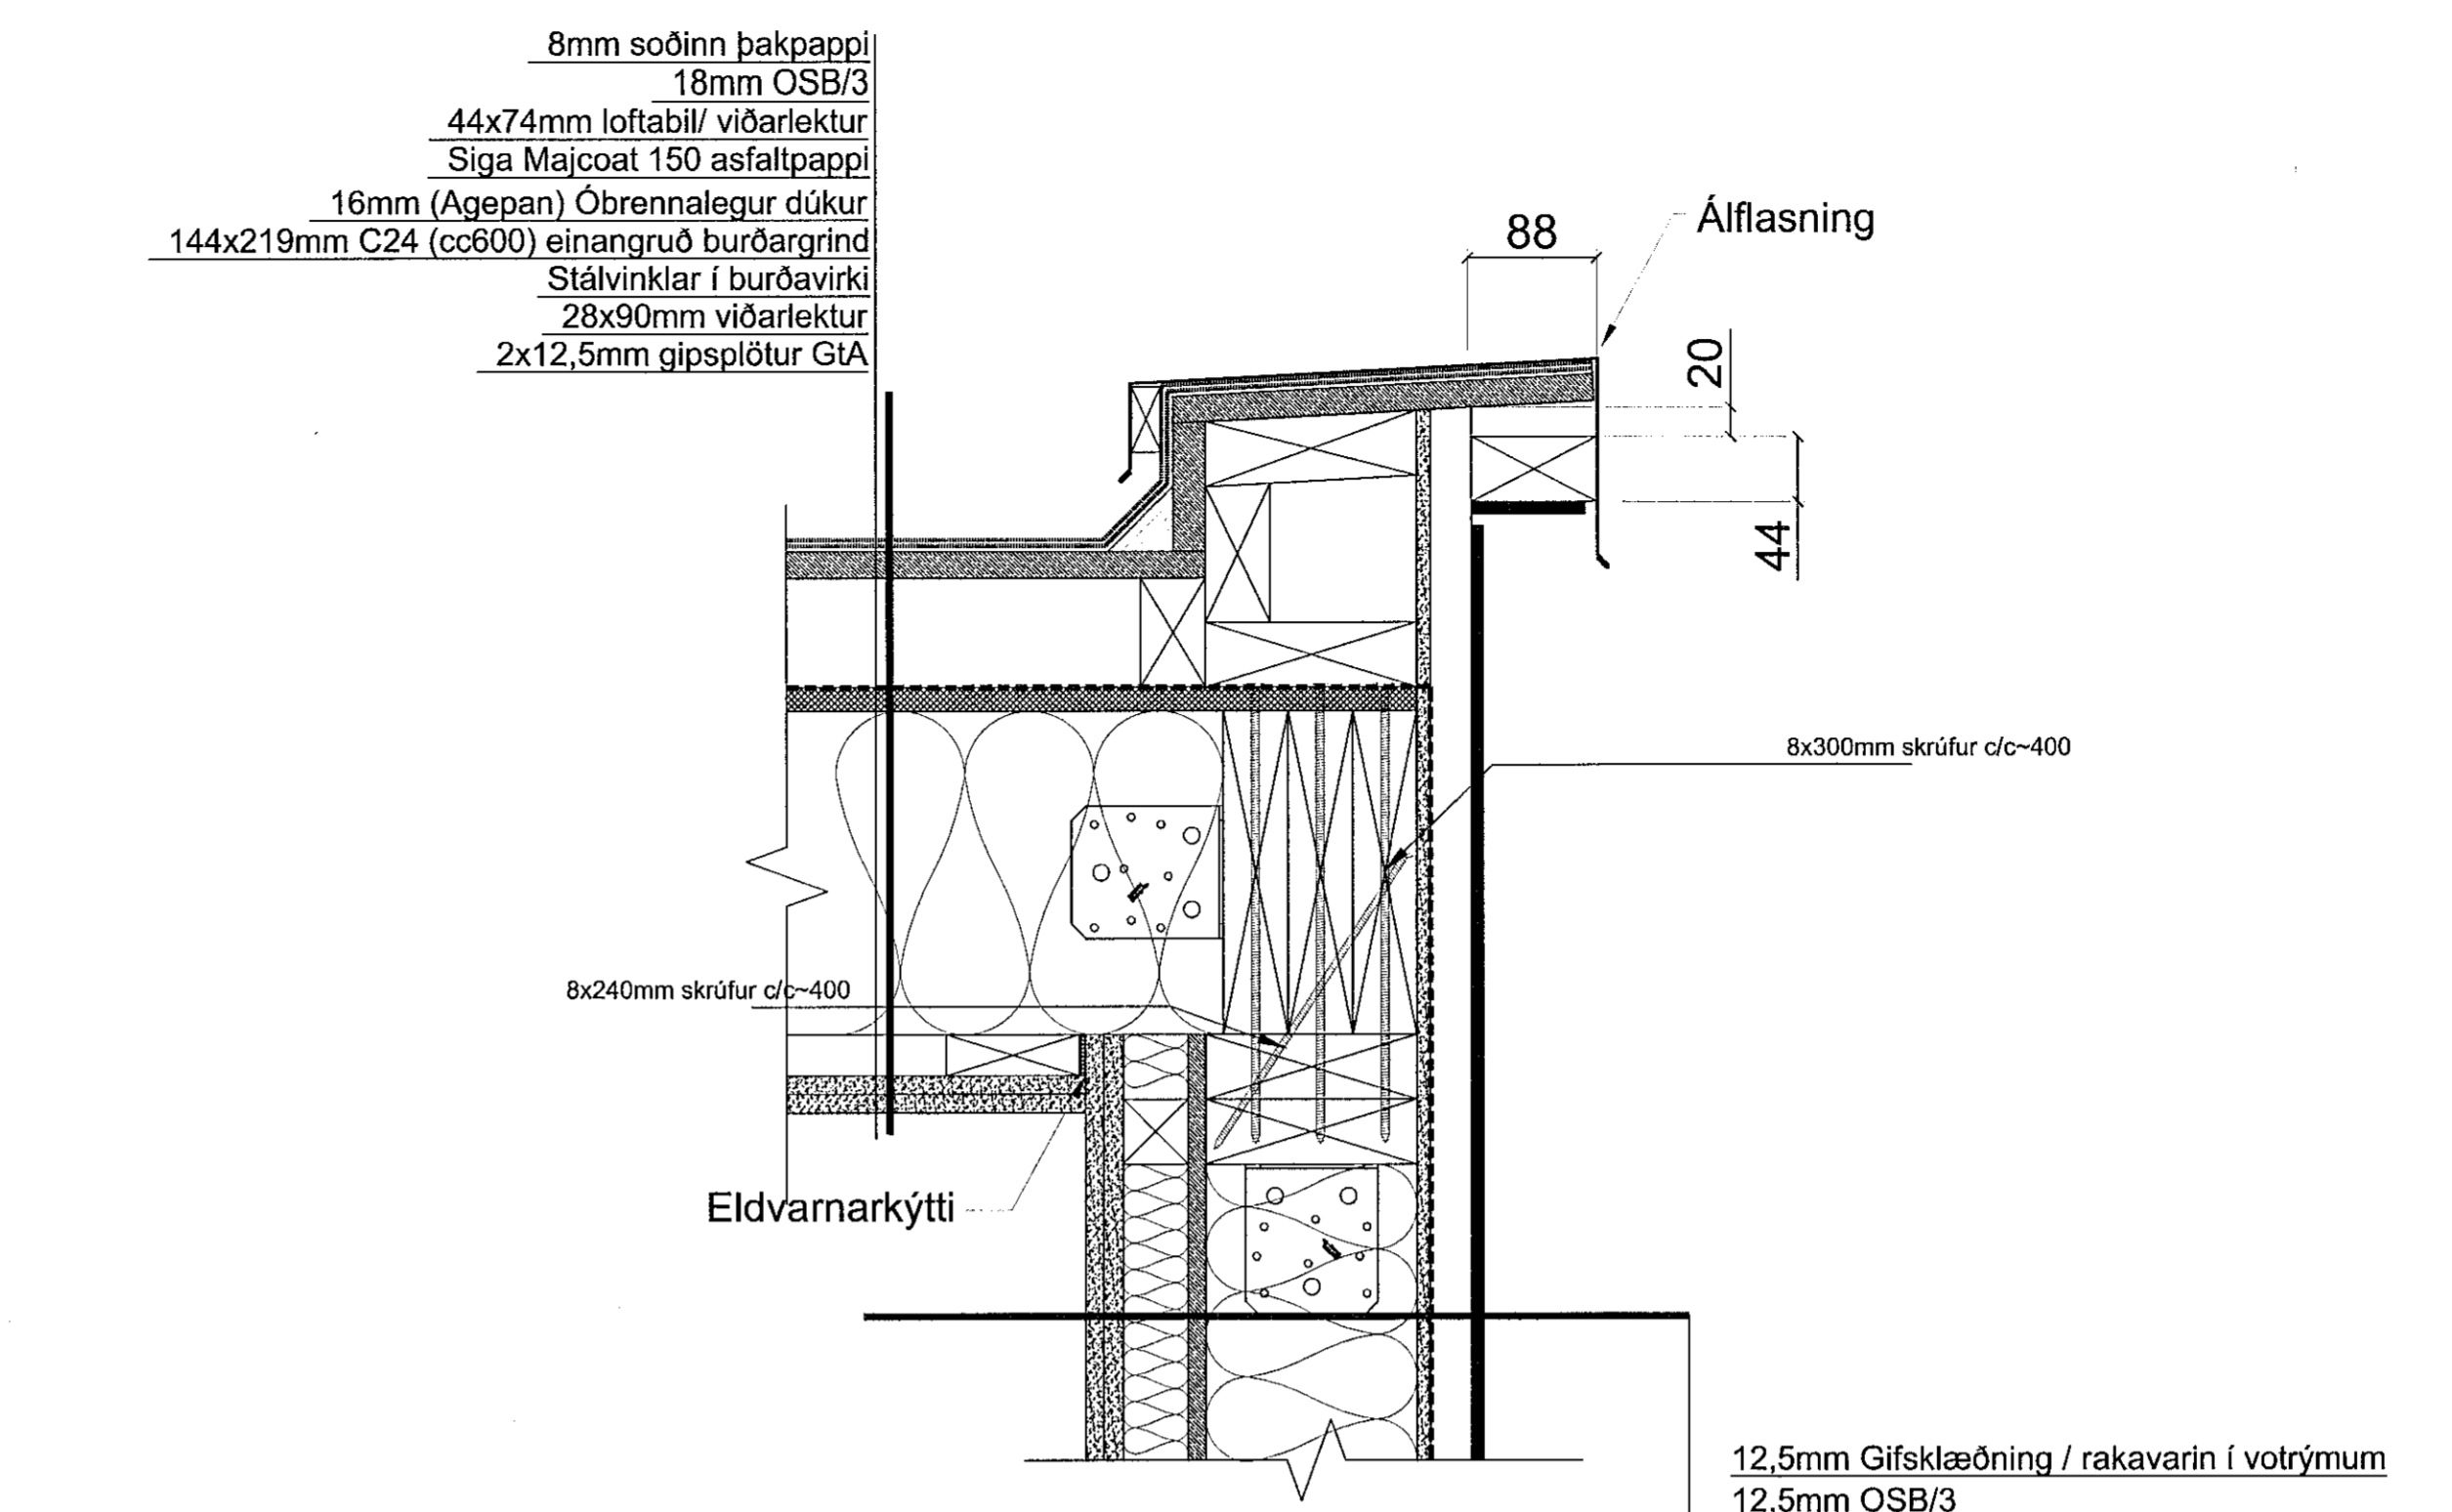 8mm soðinn þakpappi
18mm OSB/3
44x74mm loftabil/ viðarlektur
Siga Majcoat 150 asfaltpappi
16mm (Agepan) Óbrennalegur dúkur
144x219mm C24 (cc600) einangruð burðargrind
Stálvinklar í burðavirki
28x90mm viðarlektur
2x12,5mm gipsplötur GtA
Álflasning
88
20
44
8x300mm skrúfur c/c~400
8x240mm skrúfur c/c~400
Eldvarnarkýtti
12,5mm Gifsklæðning / rakavarin í votrýmum
12,5mm OSB/3